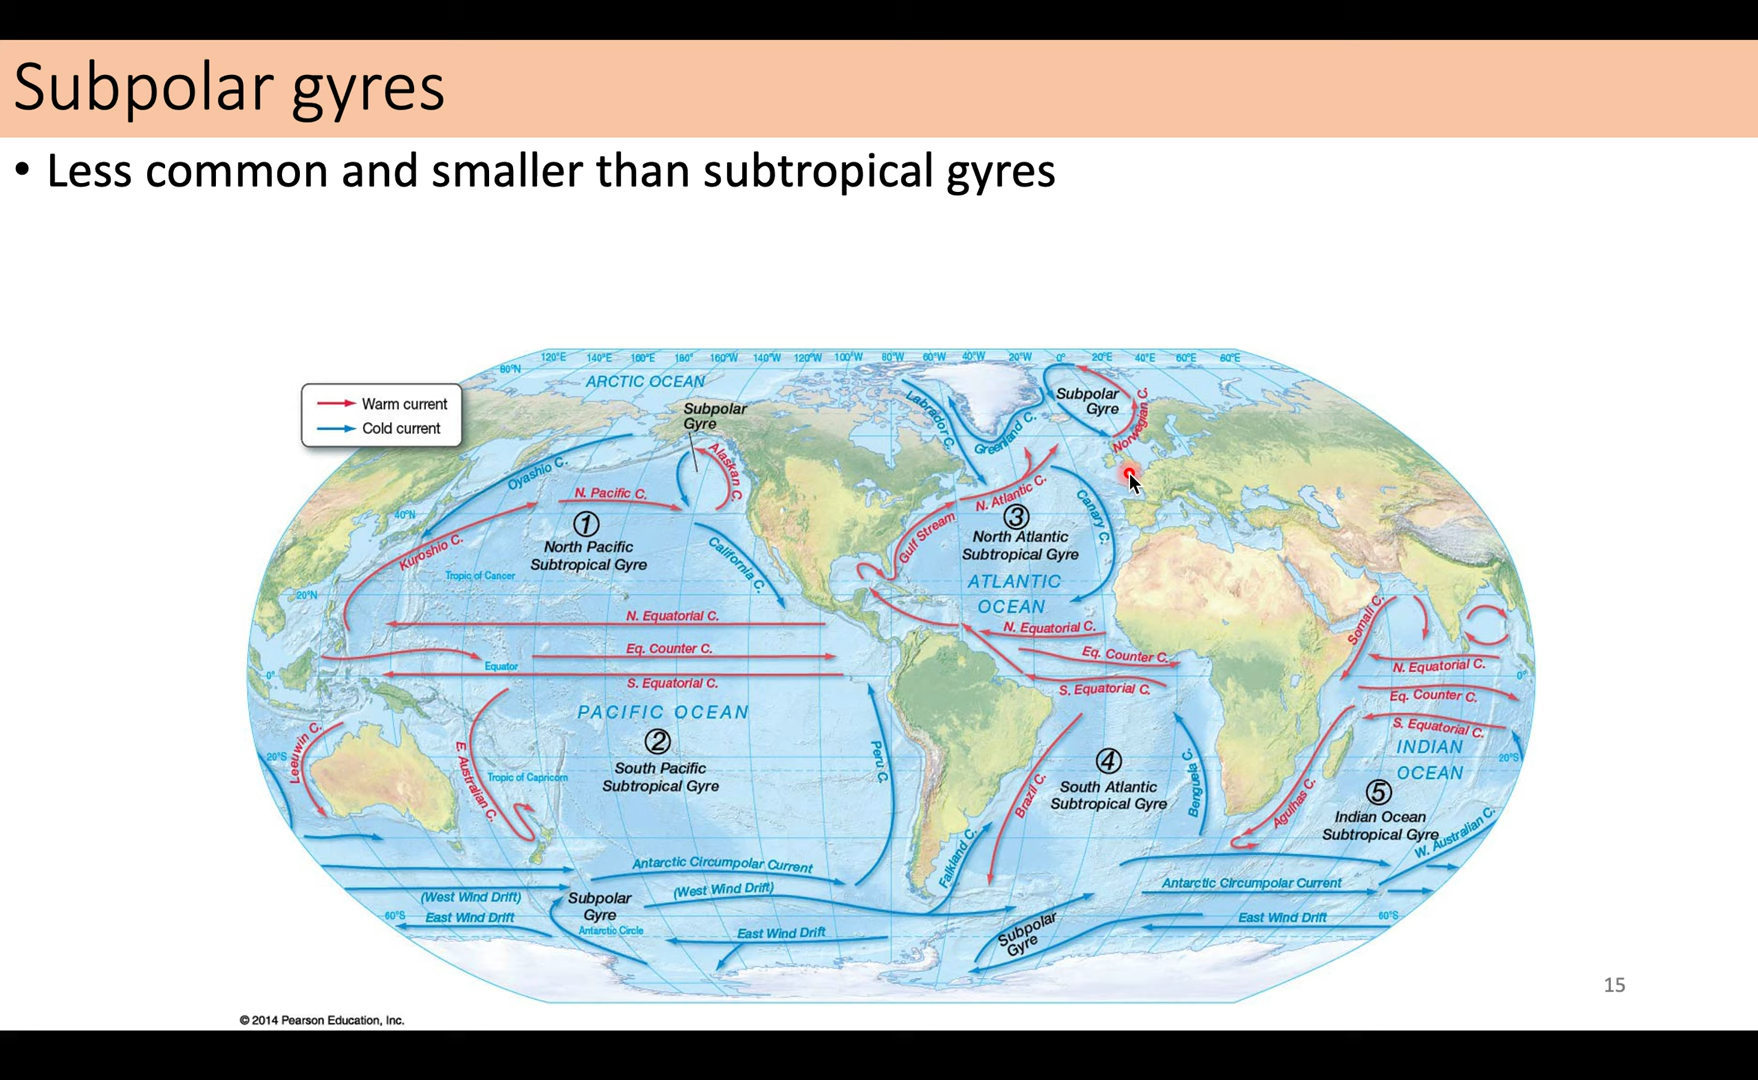 Subpolar gyres
• Less common and smaller than subtropical gyres
120°E 140°E 160°E 180° 160°W 140°W 120°W 100°W 80°W 60°W 40°W 20°W 0° 20°E 40°E 60°E 80°E
80°N
ARCTIC OCEAN
Warm current
Cold current
Subpolar
Gyre
Subpolar
Gyre
Labrador C.
Greenland C.
Norwegian C.
Alaskan C.
Oyashio C.
N. Pacific C.
N. Atlantic C.
Canary C.
40°N
Kuroshio C.
1
North Pacific
Subtropical Gyre
California C.
Gulf Stream
3
North Atlantic
Subtropical Gyre
ATLANTIC
OCEAN
Tropic of Cancer
20°N
N. Equatorial C.
N. Equatorial C.
Somali C.
Eq. Counter C.
Eq. Counter C.
N. Equatorial C.
Equator
0°
0°
S. Equatorial C.
S. Equatorial C.
Eq. Counter C.
S. Equatorial C.
PACIFIC OCEAN
2
South Pacific
Subtropical Gyre
Leeuwin C.
E. Australian C.
Tropic of Capricorn
20°S
Peru C.
4
South Atlantic
Subtropical Gyre
Brazil C.
Benguela C.
INDIAN
OCEAN
20°S
Agulhas C.
5
Indian Ocean
Subtropical Gyre
W. Australian C.
Falkland C.
Antarctic Circumpolar Current
(West Wind Drift)
(West Wind Drift)
Antarctic Circumpolar Current
Subpolar
Gyre
60°S
East Wind Drift
Antarctic Circle
East Wind Drift
Subpolar
Gyre
East Wind Drift
60°S
15
© 2014 Pearson Education, Inc.